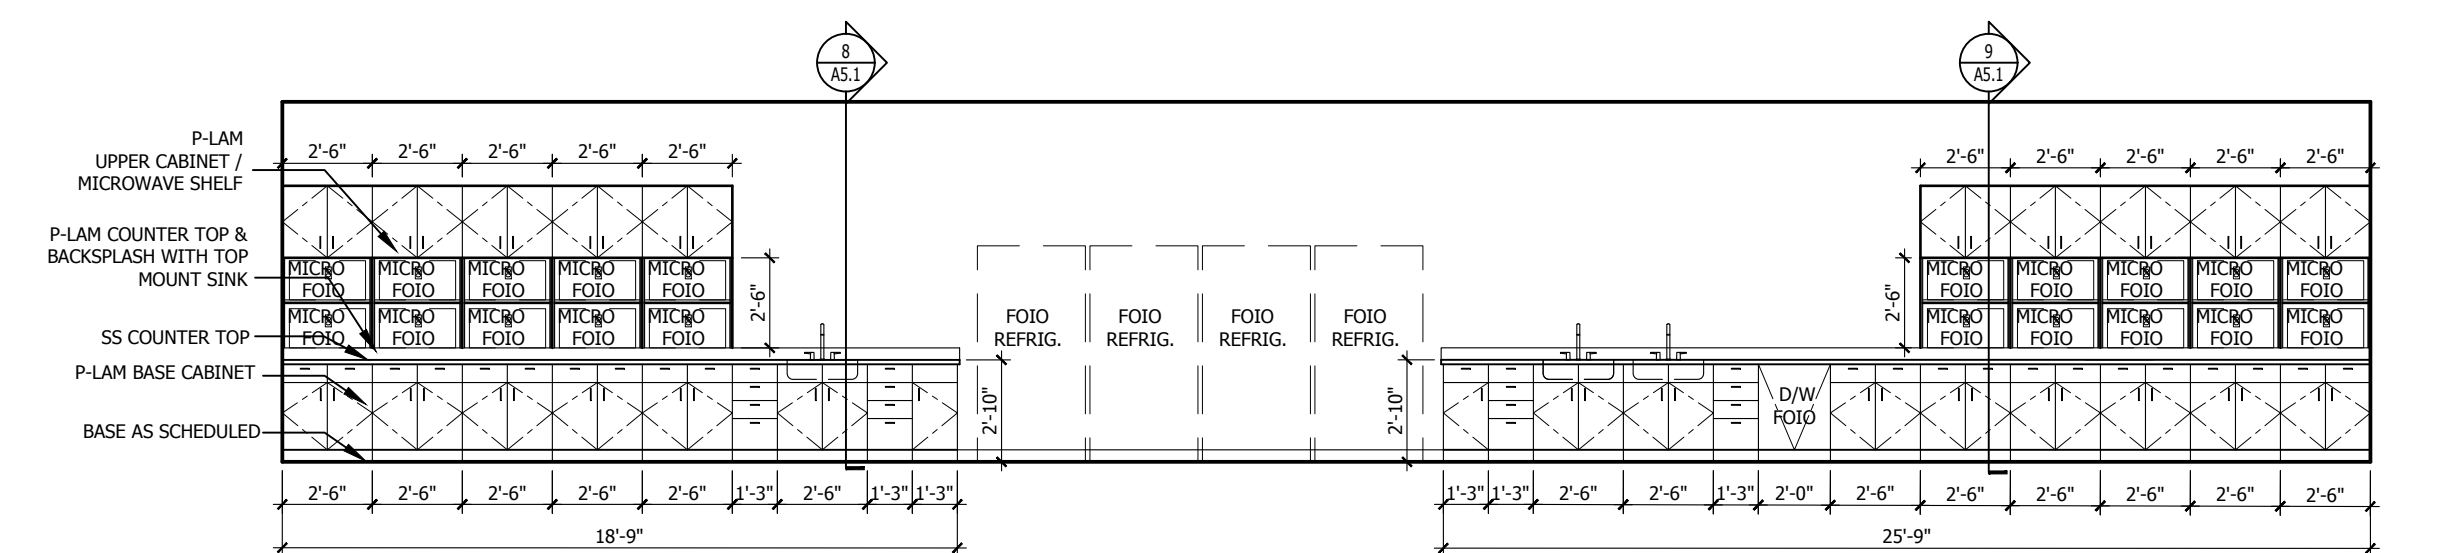 8
A5.1
9
A5.1
P-LAM
UPPER CABINET /
MICROWAVE SHELF
2'-6" 2'-6" 2'-6" 2'-6" 2'-6"
2'-6" 2'-6" 2'-6" 2'-6" 2'-6"
P-LAM COUNTER TOP &
BACKSPLASH WITH TOP
MOUNT SINK
SS COUNTER TOP
P-LAM BASE CABINET
BASE AS SCHEDULED
MICRO FOIO
MICRO FOIO
MICRO FOIO
MICRO FOIO
MICRO FOIO
MICRO FOIO
MICRO FOIO
MICRO FOIO
MICRO FOIO
MICRO FOIO
2'-6"
2'-10"
FOIO
REFRIG.
FOIO
REFRIG.
FOIO
REFRIG.
FOIO
REFRIG.
2'-10"
2'-6"
MICRO FOIO
MICRO FOIO
MICRO FOIO
MICRO FOIO
MICRO FOIO
MICRO FOIO
MICRO FOIO
MICRO FOIO
MICRO FOIO
MICRO FOIO
D/W
FOIO
2'-6" 2'-6" 2'-6" 2'-6" 2'-6" 1'-3" 2'-6" 1'-3" 1'-3"
18'-9"
1'-3" 1'-3" 2'-6" 2'-6" 1'-3" 2'-0" 2'-6" 2'-6" 2'-6" 2'-6" 2'-6" 2'-6"
25'-9"